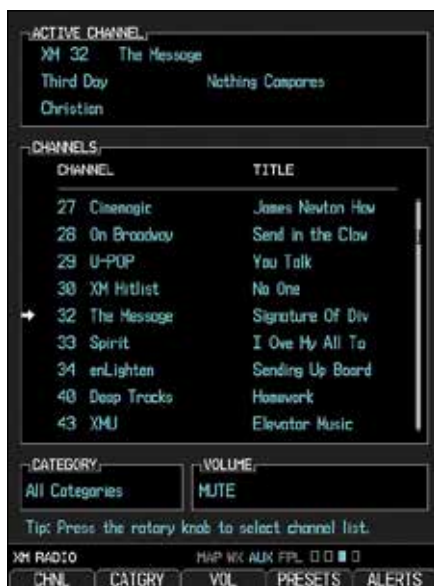 ACTIVE CHANNEL
XM 32 The Message
Third Day Nothing Compares
Christian
CHANNELS
CHANNEL TITLE
27 Cinemagic James Newton How
28 On Broadway Send in the Clow
29 U-POP You Talk
30 XM Hitlist No One
32 The Message Signature Of Div
33 Spirit I Owe My All To
34 enLighten Sending Up Board
40 Deep Tracks Homework
43 XMU Elevator Music
CATEGORY VOLUME
All Categories MUTE
Tip: Press the rotary knob to select channel list.
XM RADIO MAP WX AUX FPL
CHNL CATGRY VOL PRESETS ALERTS